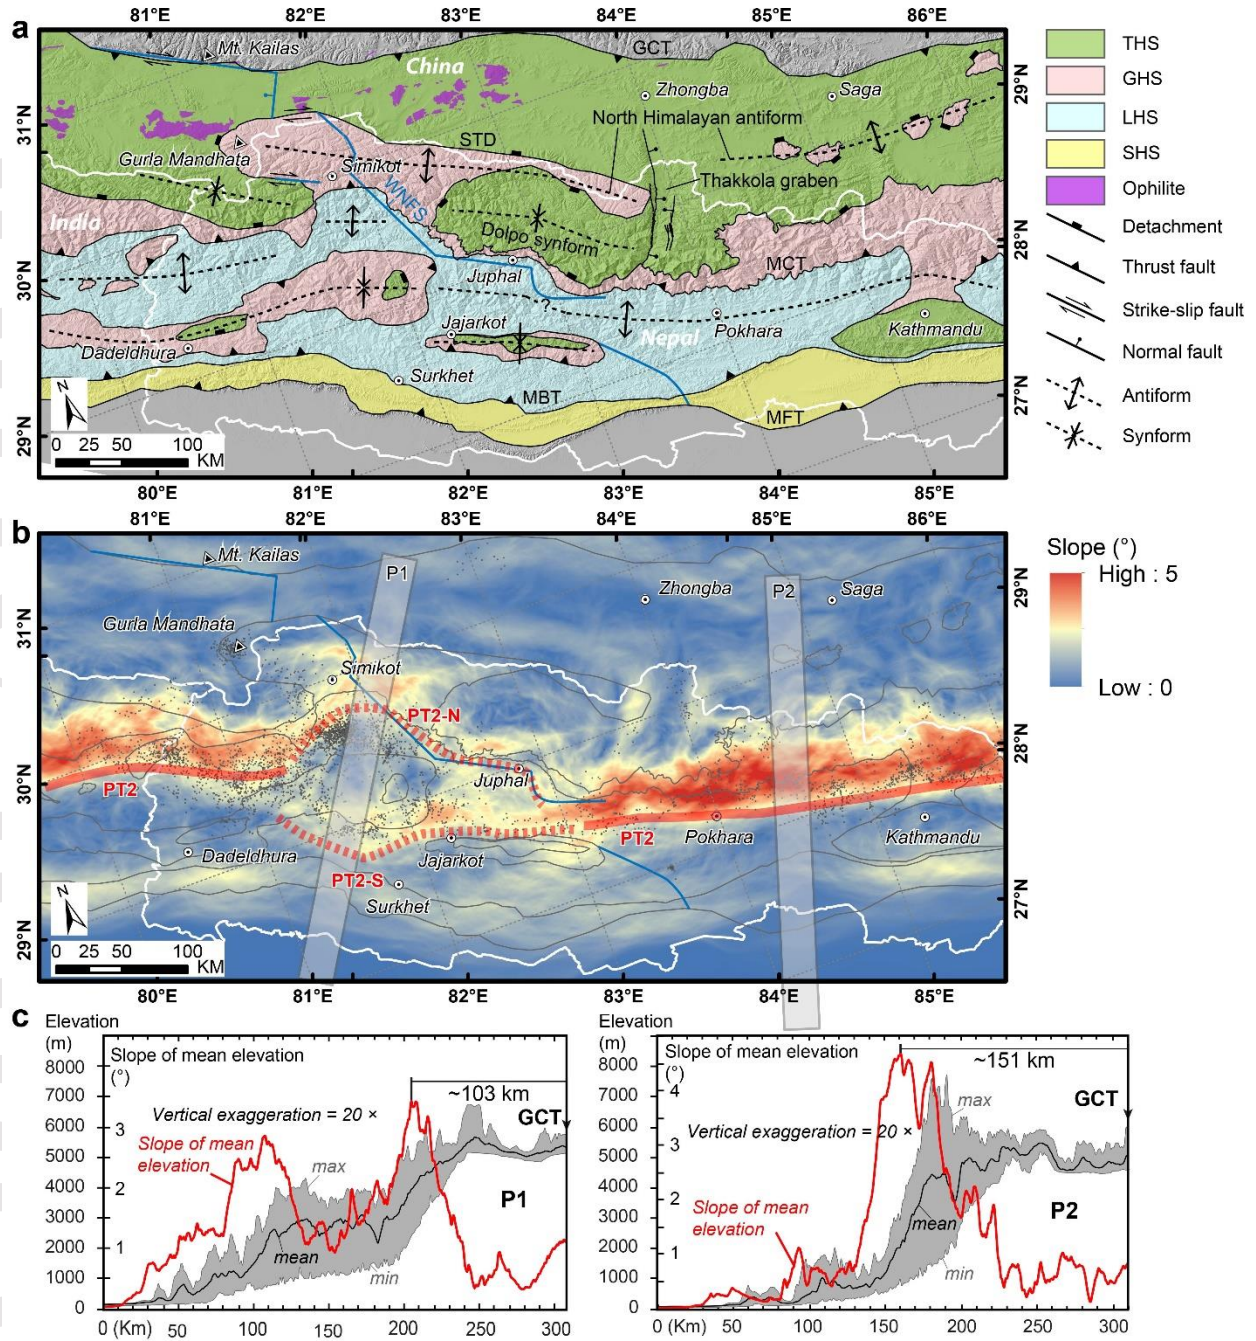 a
81°E 82°E 83°E 84°E 85°E 86°E
Mt. Kailas
GCT
China
Zhongba
Saga
North Himalayan antiform
STD
Gurla Mandhata
Simikot
Thakkola graben
WNFS
India
Dolpo synform
MCT
Juphal
?
Jajarkot
Nepal
Pokhara
Kathmandu
Dadeldhura
Surkhet
MBT
MFT
N
0 25 50 100
KM
31°N
30°N
29°N
29°N
28°N
27°N
80°E 81°E 82°E 83°E 84°E 85°E
THS
GHS
LHS
SHS
Ophilite
Detachment
Thrust fault
Strike-slip fault
Normal fault
Antiform
Synform
b
81°E 82°E 83°E 84°E 85°E 86°E
Mt. Kailas
P1
Zhongba
P2
Saga
Gurla Mandhata
Simikot
PT2-N
PT2
Juphal
PT2
Pokhara
Kathmandu
Dadeldhura
Jajarkot
PT2-S
Surkhet
N
0 25 50 100
KM
31°N
30°N
29°N
29°N
28°N
27°N
80°E 81°E 82°E 83°E 84°E 85°E
Slope (°)
High : 5
Low : 0
c
Elevation
(m)
Slope of mean elevation
(°)
~103 km
GCT
Vertical exaggeration = 20 ×
Slope of mean
elevation
max
mean
min
P1
8000
7000
6000
5000
4000
3000
2000
1000
0
3
2
1
0 (Km) 50 100 150 200 250 300
Elevation
(m)
Slope of mean elevation
(°)
~151 km
GCT
max
Vertical exaggeration = 20 ×
Slope of mean
elevation
mean
min
P2
8000
7000
6000
5000
4000
3000
2000
1000
0
4
3
2
1
0 (Km) 50 100 150 200 250 300